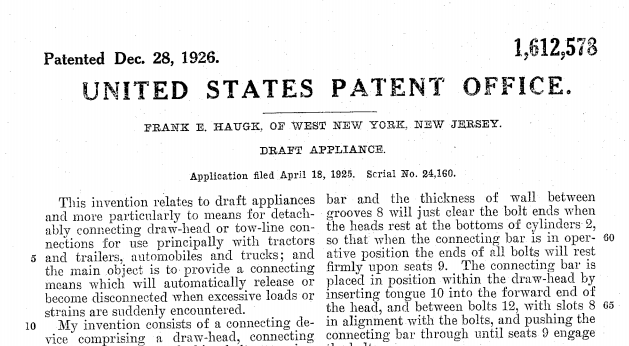 Patented Dec. 28, 1926.
1,612,578
UNITED STATES PATENT OFFICE.
FRANK E. HAUGK, OF WEST NEW YORK, NEW JERSEY.
DRAFT APPLIANCE.
Application filed April 18, 1925. Serial No. 24,160.
This invention relates to draft appliances
and more particularly to means for detach-
ably connecting draw-head or tow-line con-
nections for use principally with tractors
5 and trailers, automobiles and trucks; and
the main object is to provide a connecting
means which will automatically release or
become disconnected when excessive loads or
strains are suddenly encountered.
10 My invention consists of a connecting de-
vice comprising a draw-head, connecting
bar and the thickness of wall between
grooves 8 will just clear the bolt ends when
the heads rest at the bottoms of cylinders 2,
so that when the connecting bar is in oper- 60
ative position the ends of all bolts will rest
firmly upon seats 9. The connecting bar is
placed in position within the draw-head by
inserting tongue 10 into the forward end of
the head, and between bolts 12, with slots 8 65
in alignment with the bolts, and pushing the
connecting bar through until seats 9 engage